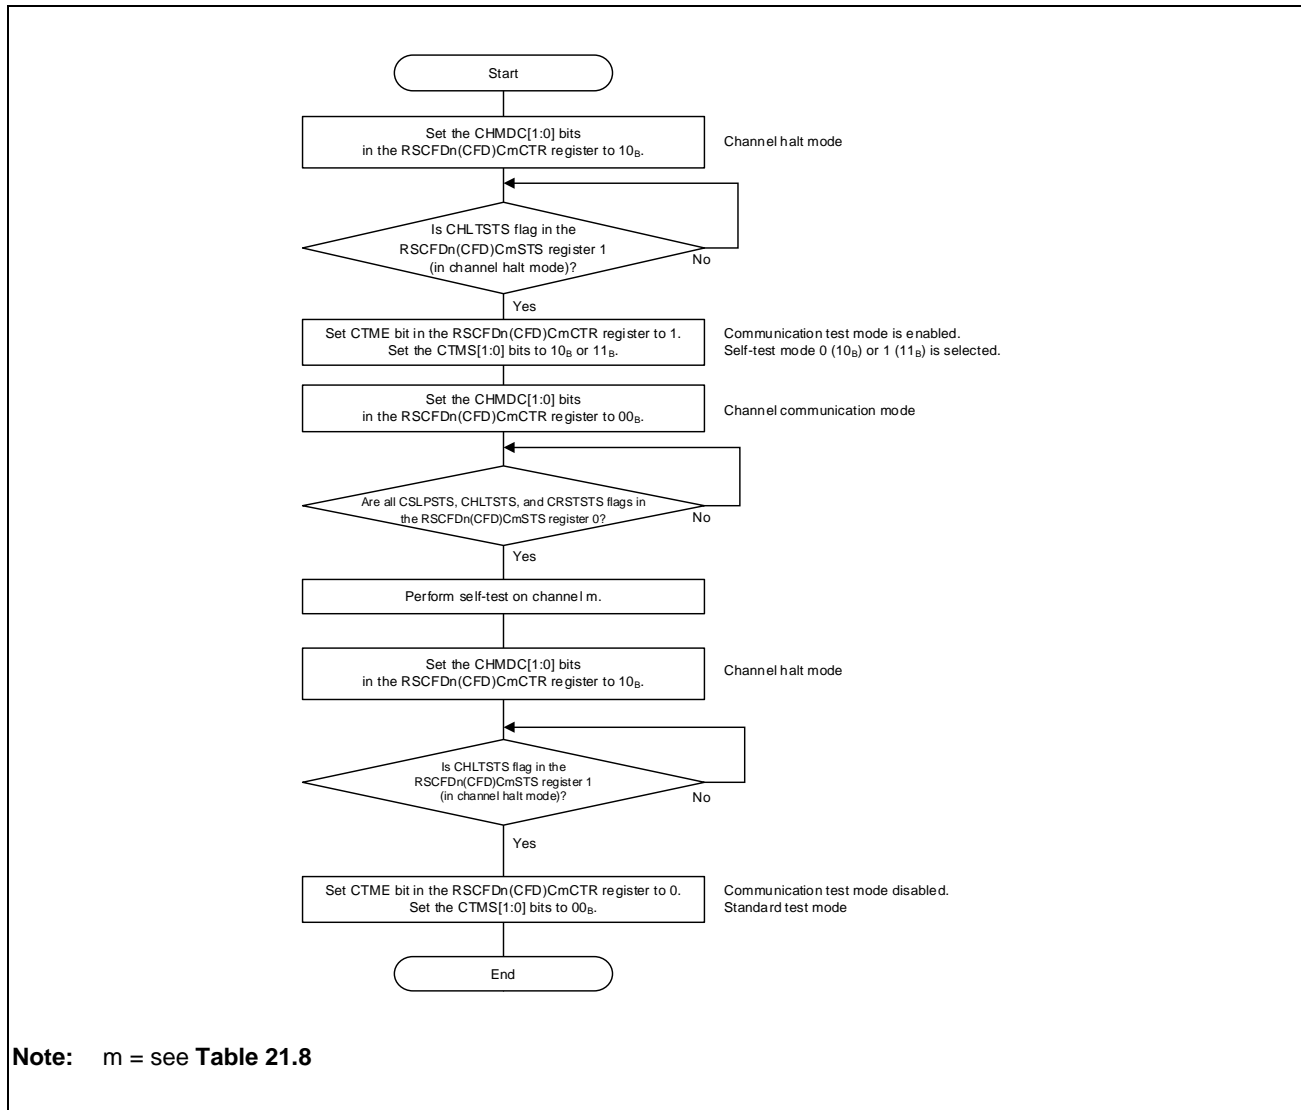 Start
Set the CHMDC[1:0] bits
in the RSCFDn(CFD)CmCTR register to 10B.
Channel halt mode
Is CHLTSTS flag in the
RSCFDn(CFD)CmSTS register 1
(in channel halt mode)?
No
Yes
Set CTME bit in the RSCFDn(CFD)CmCTR register to 1.
Set the CTMS[1:0] bits to 10B or 11B.
Communication test mode is enabled.
Self-test mode 0 (10B) or 1 (11B) is selected.
Set the CHMDC[1:0] bits
in the RSCFDn(CFD)CmCTR register to 00B.
Channel communication mode
Are all CSLPSTS, CHLTSTS, and CRSTSTS flags in
the RSCFDn(CFD)CmSTS register 0?
No
Yes
Perform self-test on channel m.
Set the CHMDC[1:0] bits
in the RSCFDn(CFD)CmCTR register to 10B.
Channel halt mode
Is CHLTSTS flag in the
RSCFDn(CFD)CmSTS register 1
(in channel halt mode)?
No
Yes
Set CTME bit in the RSCFDn(CFD)CmCTR register to 0.
Set the CTMS[1:0] bits to 00B.
Communication test mode disabled.
Standard test mode
End
Note: m = see Table 21.8